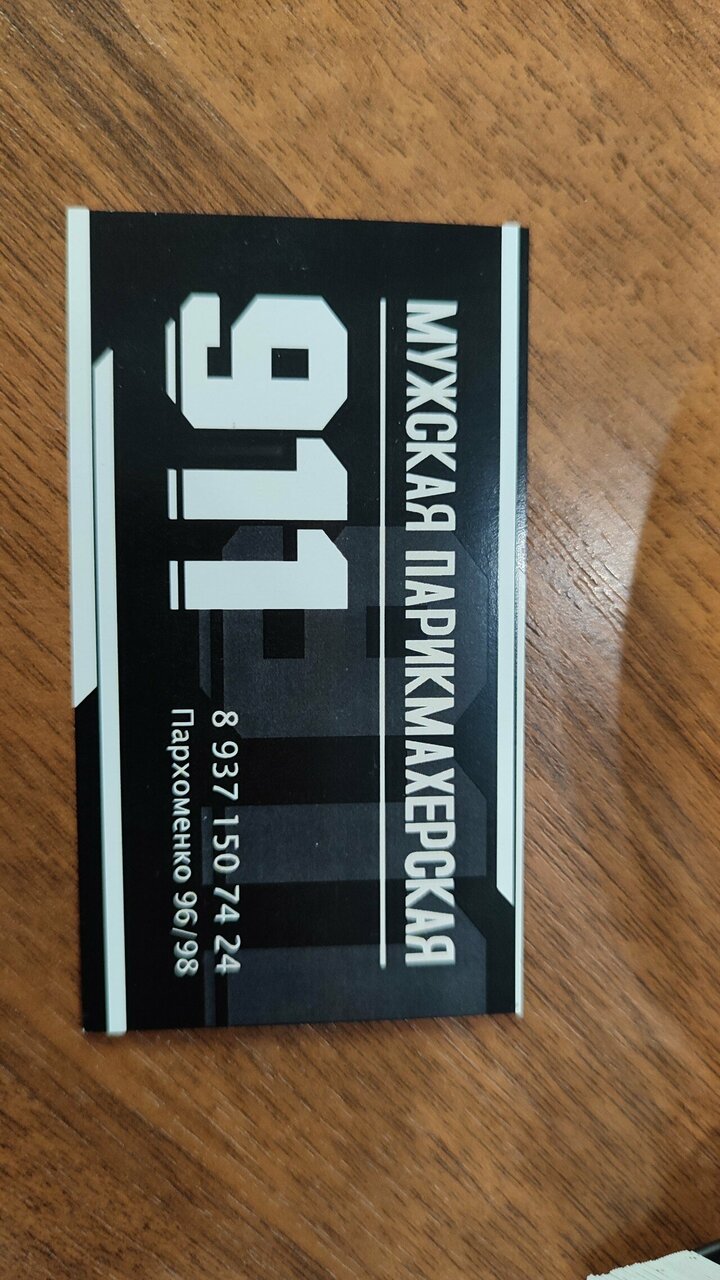 МУЖСКАЯ ПАРИКМАХЕРСКАЯ
911
8 937 150 74 24
Пархоменко 96/98